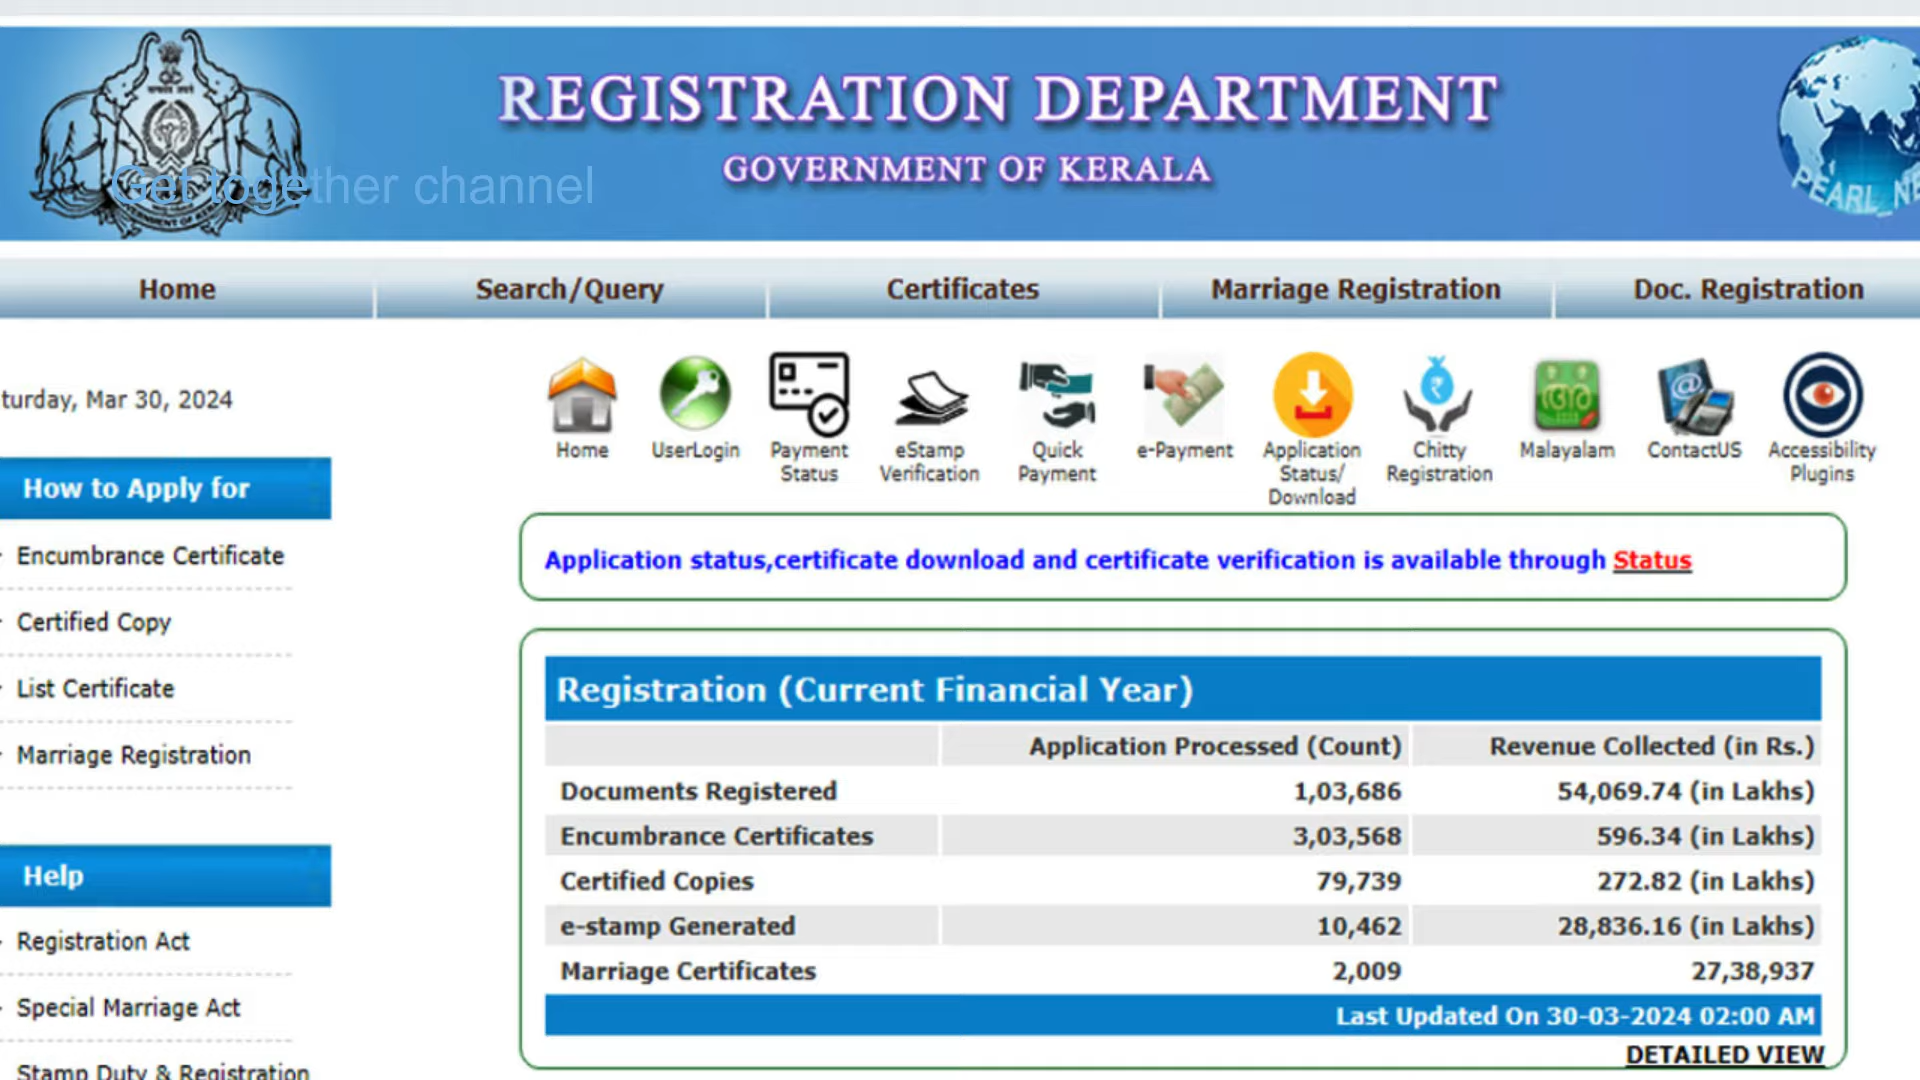 REGISTRATION DEPARTMENT
GOVERNMENT OF KERALA
Get together channel
GOVERNMENT OF
PEARL_NE
Home Search/Query Certificates Marriage Registration Doc. Registration
turday, Mar 30, 2024
Home UserLogin Payment Status eStamp Verification Quick Payment e-Payment Application Status/ Download Chitty Registration Malayalam ContactUS Accessibility Plugins
How to Apply for
Encumbrance Certificate
Certified Copy
List Certificate
Marriage Registration
Help
Registration Act
Special Marriage Act
Stamp Duty & Registration
Application status,certificate download and certificate verification is available through Status
Registration (Current Financial Year)
Application Processed (Count) Revenue Collected (in Rs.)
Documents Registered 1,03,686 54,069.74 (in Lakhs)
Encumbrance Certificates 3,03,568 596.34 (in Lakhs)
Certified Copies 79,739 272.82 (in Lakhs)
e-stamp Generated 10,462 28,836.16 (in Lakhs)
Marriage Certificates 2,009 27,38,937
Last Updated On 30-03-2024 02:00 AM
DETAILED VIEW